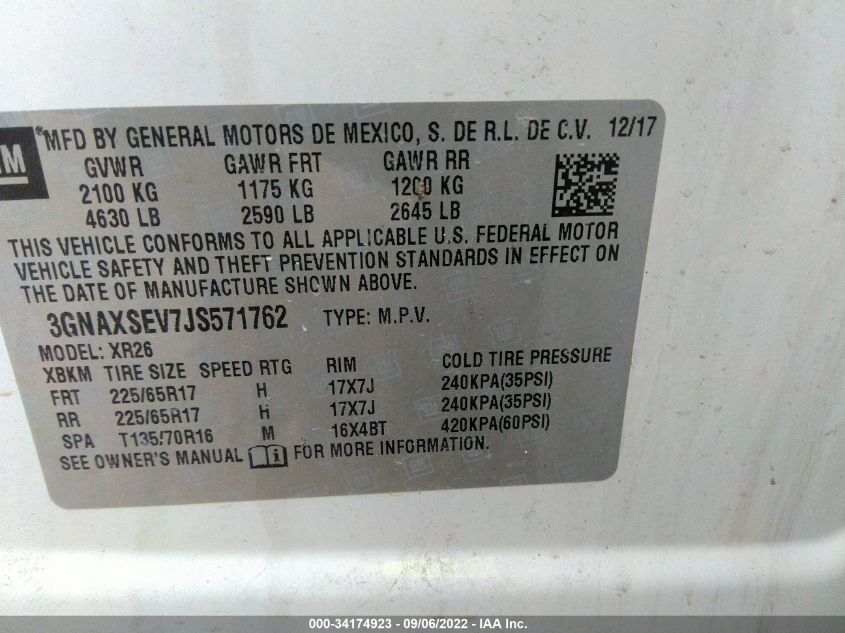 GM
®MFD BY GENERAL MOTORS DE MEXICO, S. DE R.L. DE C.V. 12/17
GVWR GAWR FRT GAWR RR
2100 KG 1175 KG 1200 KG
4630 LB 2590 LB 2645 LB
THIS VEHICLE CONFORMS TO ALL APPLICABLE U.S. FEDERAL MOTOR
VEHICLE SAFETY AND THEFT PREVENTION STANDARDS IN EFFECT ON
THE DATE OF MANUFACTURE SHOWN ABOVE.
3GNAXSEV7JS571762 TYPE: M.P.V.
MODEL: XR26
XBKM TIRE SIZE SPEED RTG RIM COLD TIRE PRESSURE
FRT 225/65R17 H 17X7J 240KPA(35PSI)
RR 225/65R17 H 17X7J 240KPA(35PSI)
SPA T135/70R16 M 16X4BT 420KPA(60PSI)
SEE OWNER'S MANUAL i FOR MORE INFORMATION.
000-34174923 - 09/06/2022 - IAA Inc.